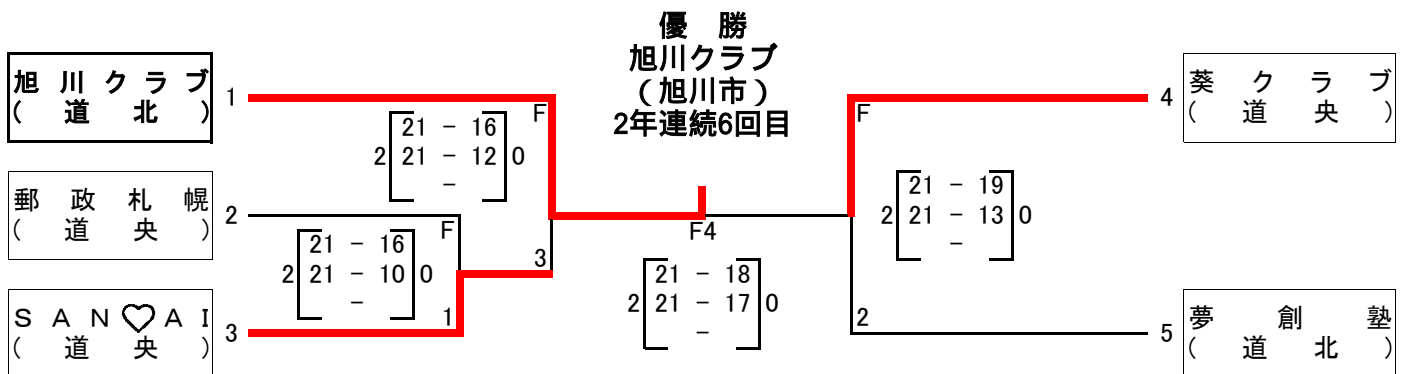 優 勝
旭川クラブ
（旭川市）
2年連続6回目
旭川クラブ
( 道 北 )
1
F
21 - 16
2 21 - 12 0
-
郵 政 札 幌
( 道 央 )
2
F
21 - 16
2 21 - 10 0
-
3
S A N ♡ A I
( 道 央 )
3
1
F4
21 - 18
2 21 - 17 0
-
葵 ク ラ ブ
( 道 央 )
4
F
21 - 19
2 21 - 13 0
-
2
夢 創 塾
( 道 北 )
5